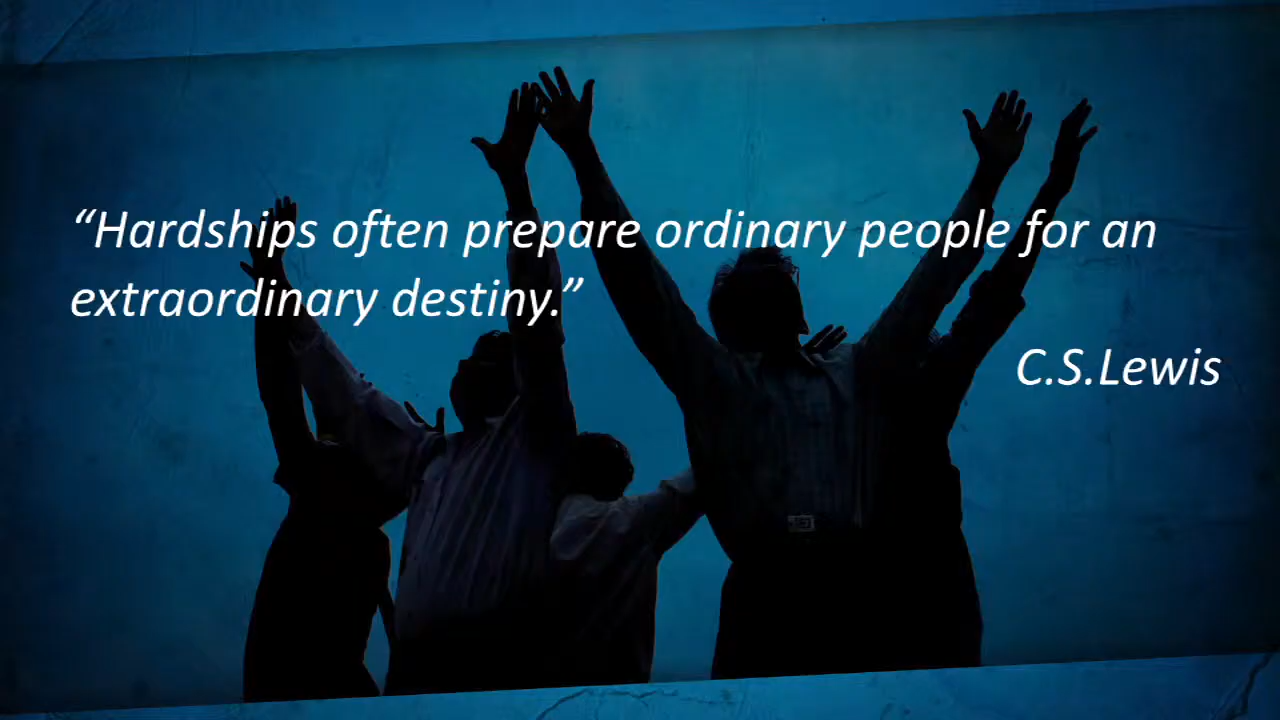 “Hardships often prepare ordinary people for an
extraordinary destiny.”
C.S.Lewis